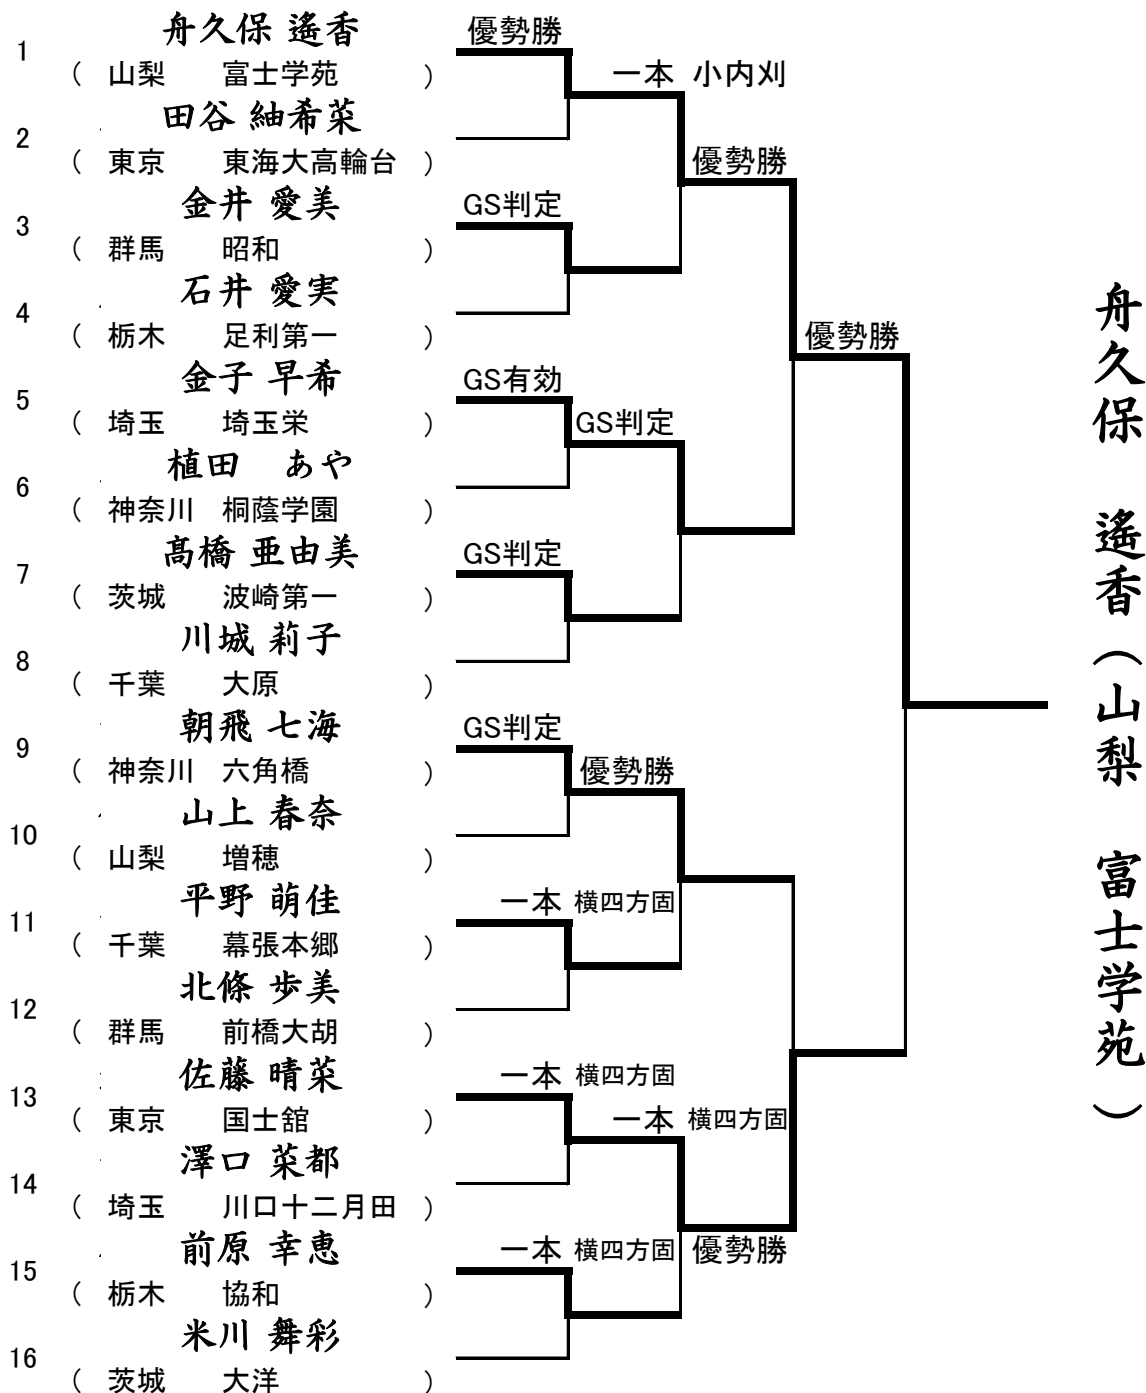 舟久保 遙香 優勝勝
1
( 山梨 富士学苑 ) 一本 小内刈
田谷 紬希菜
2
( 東京 東海大高輪台 ) 優勝勝
金井 愛美 GS判定
3
( 群馬 昭和 )
石井 愛実
4
( 栃木 足利第一 ) 優勢勝
金子 早希 GS有効
5
( 埼玉 埼玉栄 ) GS判定
植田 あや
6
( 神奈川 桐蔭学園 )
髙橋 亜由美 GS判定
7
( 茨城 波崎第一 )
川城 莉子
8
( 千葉 大原 )
朝飛 七海 GS判定
9
( 神奈川 六角橋 ) 優勢勝
山上 春奈
10
( 山梨 増穂 )
平野 萌佳 一本 横四方固
11
( 千葉 幕張本郷 )
北條 歩美
12
( 群馬 前橋大胡 )
佐藤 晴菜 一本 横四方固
13
( 東京 国士舘 ) 一本 横四方固
澤口 菜都
14
( 埼玉 川口十二月田 )
前原 幸恵 一本 横四方固 優勢勝
15
( 栃木 協和 )
米川 舞彩
16
( 茨城 大洋 )
舟久保 遙香(山梨 富士学苑)